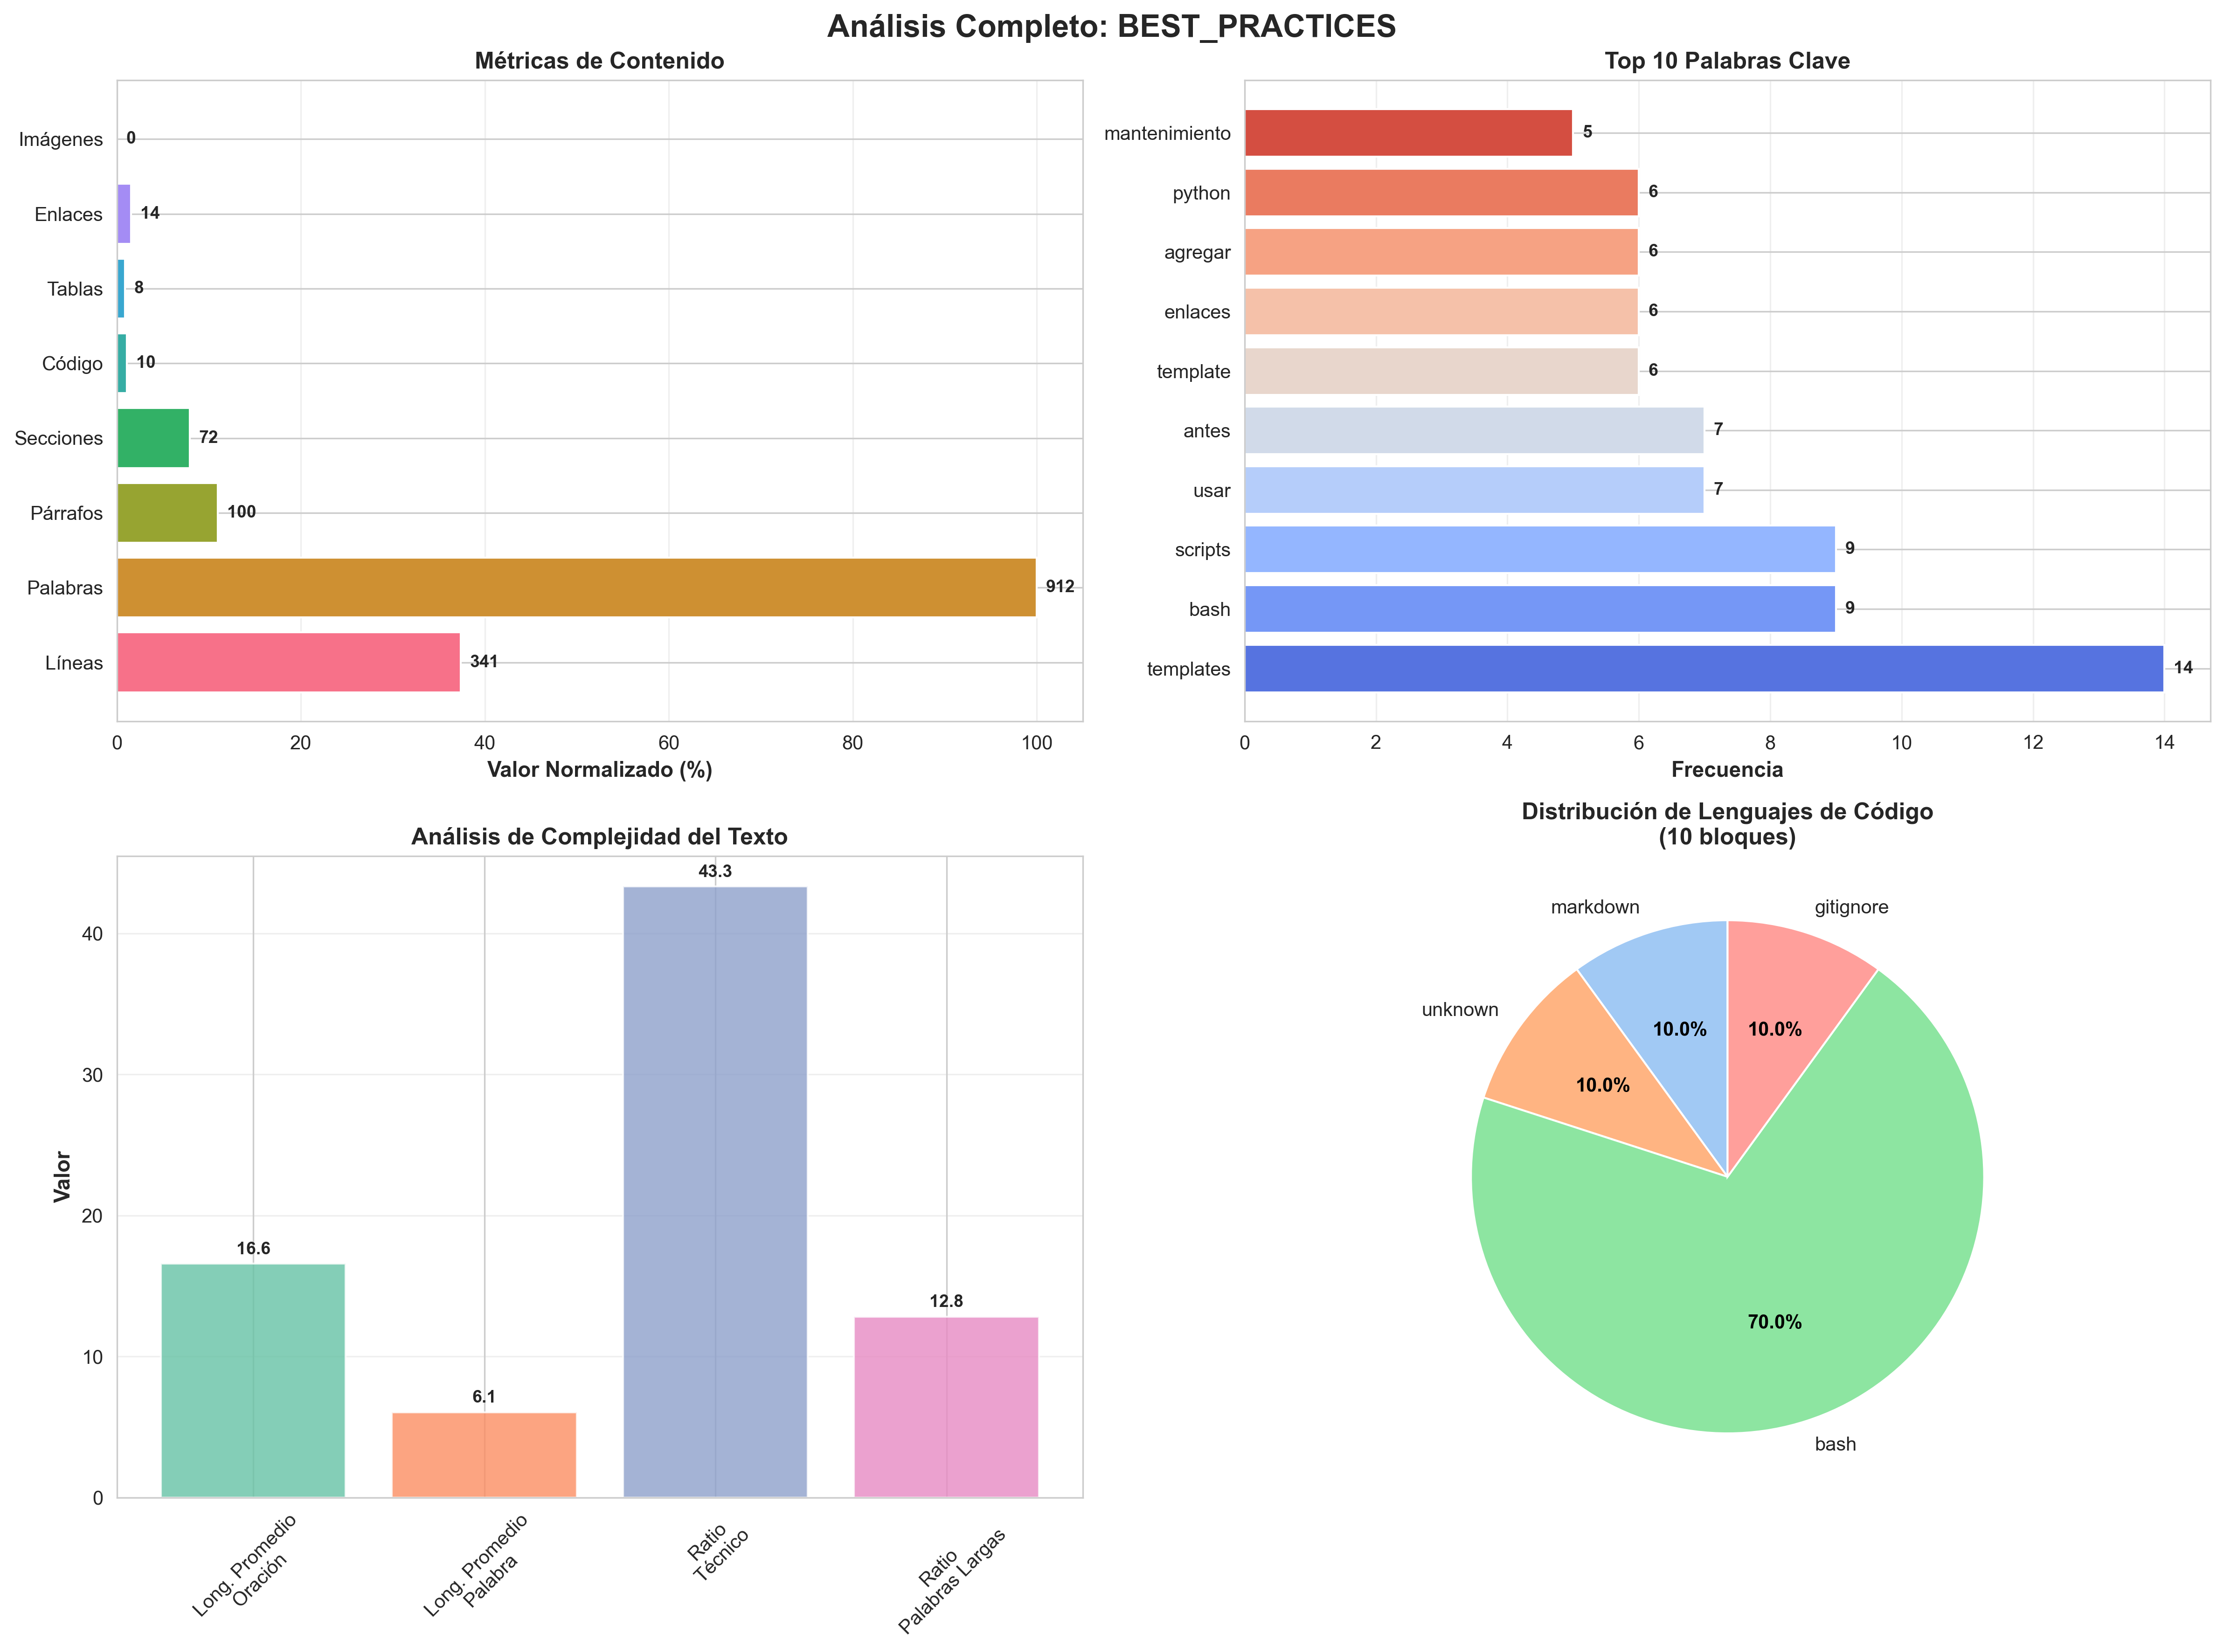 Análisis Completo: BEST_PRACTICES
Métricas de Contenido
Imágenes
0
Enlaces
14
Tablas
8
Código
10
Secciones
72
Párrafos
100
Palabras
912
Líneas
341
0
20
40
60
80
100
Valor Normalizado (%)
Top 10 Palabras Clave
mantenimiento
5
python
6
agregar
6
enlaces
6
template
6
antes
7
usar
7
scripts
9
bash
9
templates
14
0
2
4
6
8
10
12
14
Frecuencia
Análisis de Complejidad del Texto
Valor
40
30
20
10
0
16.6
6.1
43.3
12.8
Long. Promedio
Oración
Long. Promedio
Palabra
Ratio
Técnico
Ratio
Palabras Largas
Distribución de Lenguajes de Código
(10 bloques)
markdown
gitignore
unknown
10.0%
10.0%
10.0%
70.0%
bash